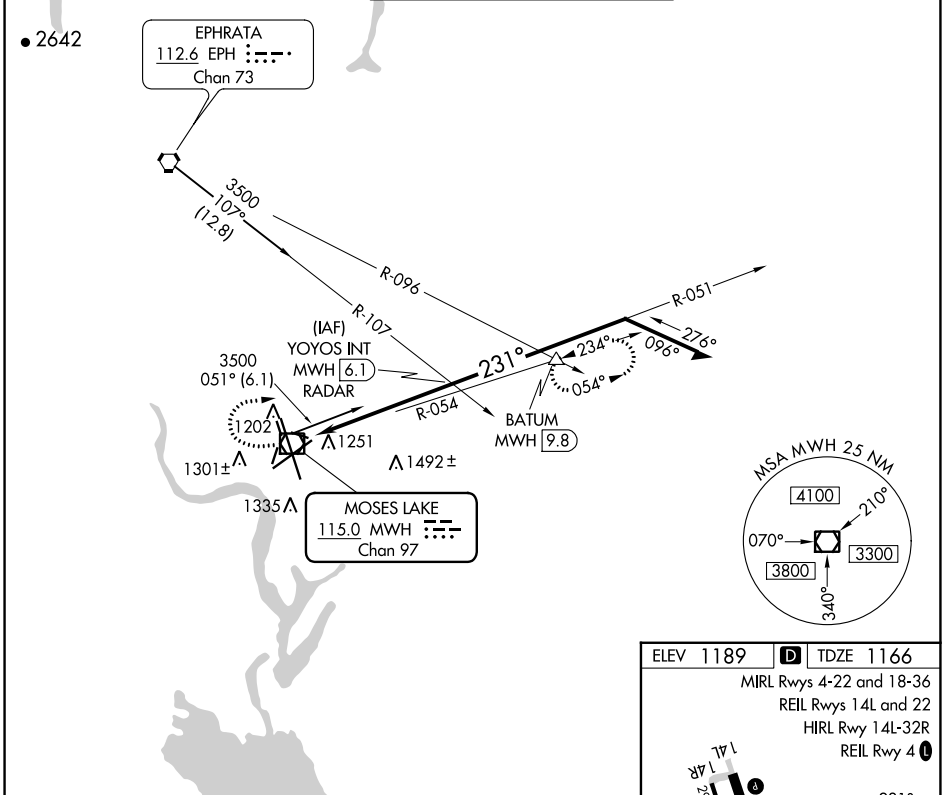 2642
EPHRATA
112.6 EPH
Chan 73
3500
107°
(12.8)
R-096
R-107
R-051
276°
096°
234°
054°
(IAF)
YOYOS INT
MWH 6.1
RADAR
231°
3500
051° (6.1)
R-054
BATUM
MWH 9.8
1202
1251
1301±
1492±
1335
MOSES LAKE
115.0 MWH
Chan 97
MSA MWH 25 NM
4100
210°
070°
3300
3800
340°
ELEV 1189 D TDZE 1166
MIRL Rwys 4-22 and 18-36
REIL Rwys 14L and 22
HIRL Rwy 14L-32R
REIL Rwy 4 L
14L
14R
P